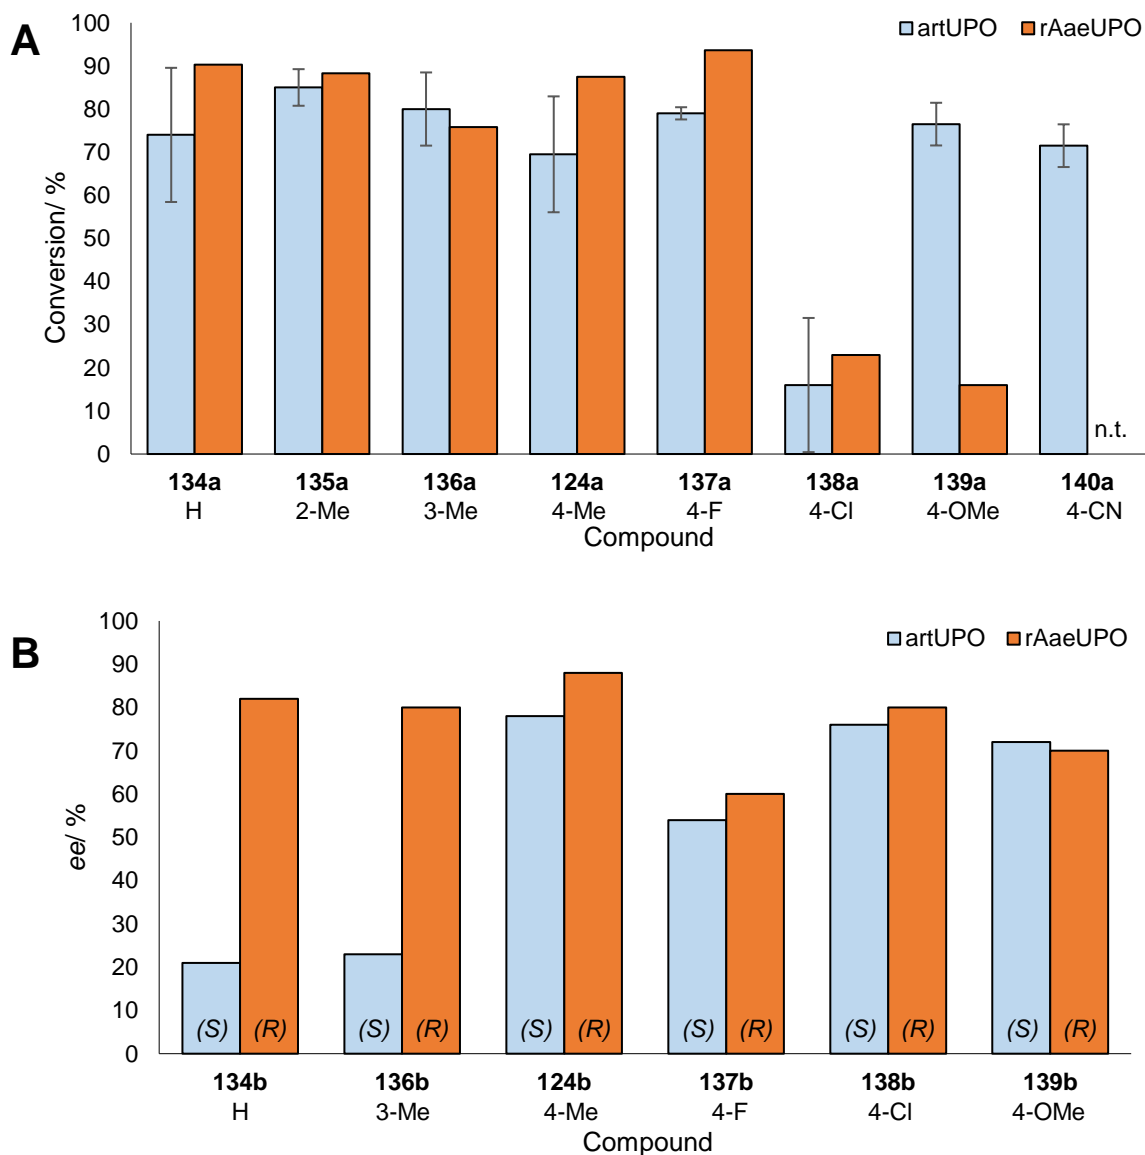 A
artUPO rAaeUPO
Conversion/ %
100
90
80
70
60
50
40
30
20
10
0
n.t.
134a 135a 136a 124a 137a 138a 139a 140a
H 2-Me 3-Me 4-Me 4-F 4-Cl 4-OMe 4-CN
Compound
B
artUPO rAaeUPO
ee/ %
100
90
80
70
60
50
40
30
20
10
0
(S) (R) (S) (R) (S) (R) (S) (R) (S) (R) (S) (R)
134b 136b 124b 137b 138b 139b
H 3-Me 4-Me 4-F 4-Cl 4-OMe
Compound